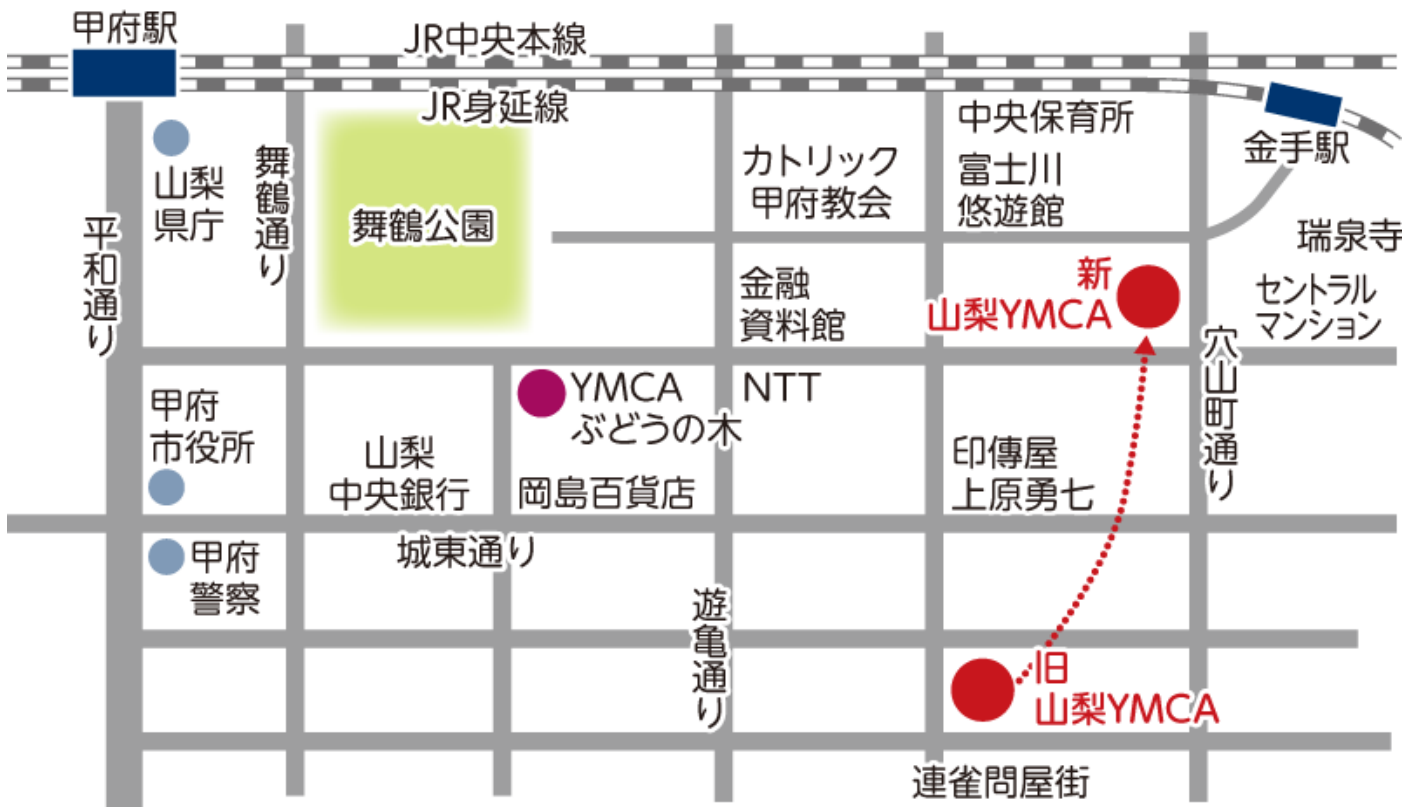 甲府駅
JR中央本線
JR身延線
中央保育所
金手駅
山梨
県庁
舞鶴通り
舞鶴公園
カトリック
甲府教会
富士川
悠遊館
平和通り
瑞泉寺
金融
資料館
新
山梨YMCA
セントラル
マンション
穴山町通り
甲府
市役所
YMCA
ぶどうの木
NTT
山梨
中央銀行
岡島百貨店
印傳屋
上原勇七
城東通り
甲府
警察
遊亀通り
旧
山梨YMCA
連雀問屋街